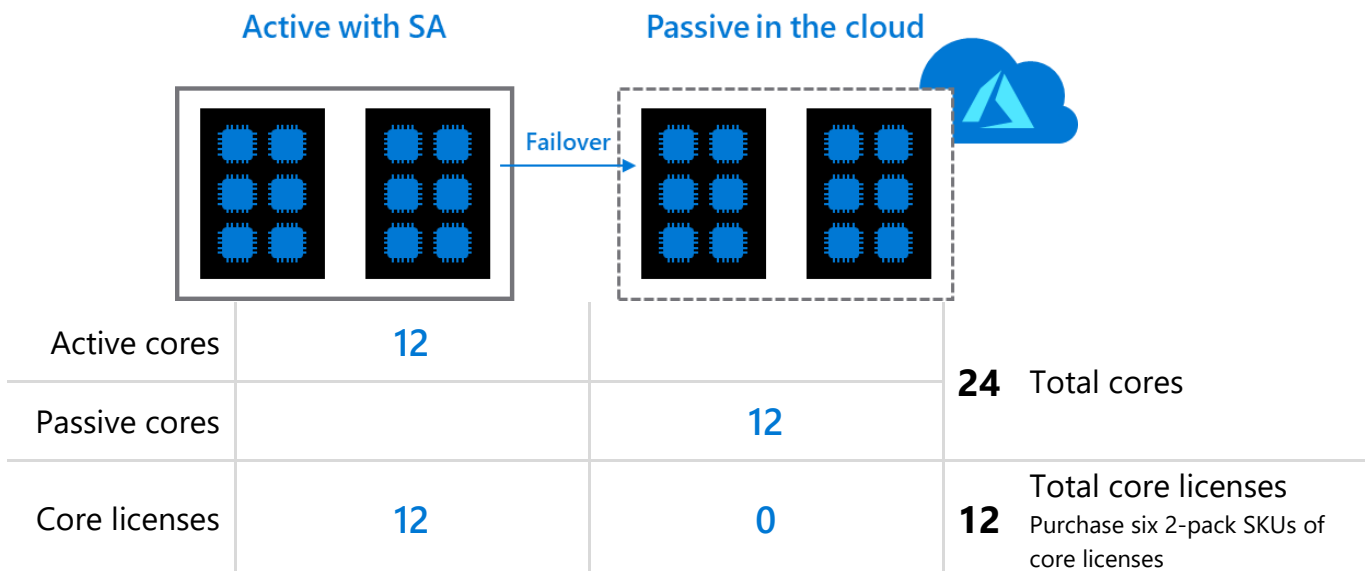 Active with SA
Passive in the cloud
Failover
Active cores 12
24 Total cores
Passive cores 12
Core licenses 12 0 12 Total core licenses
Purchase six 2-pack SKUs of
core licenses